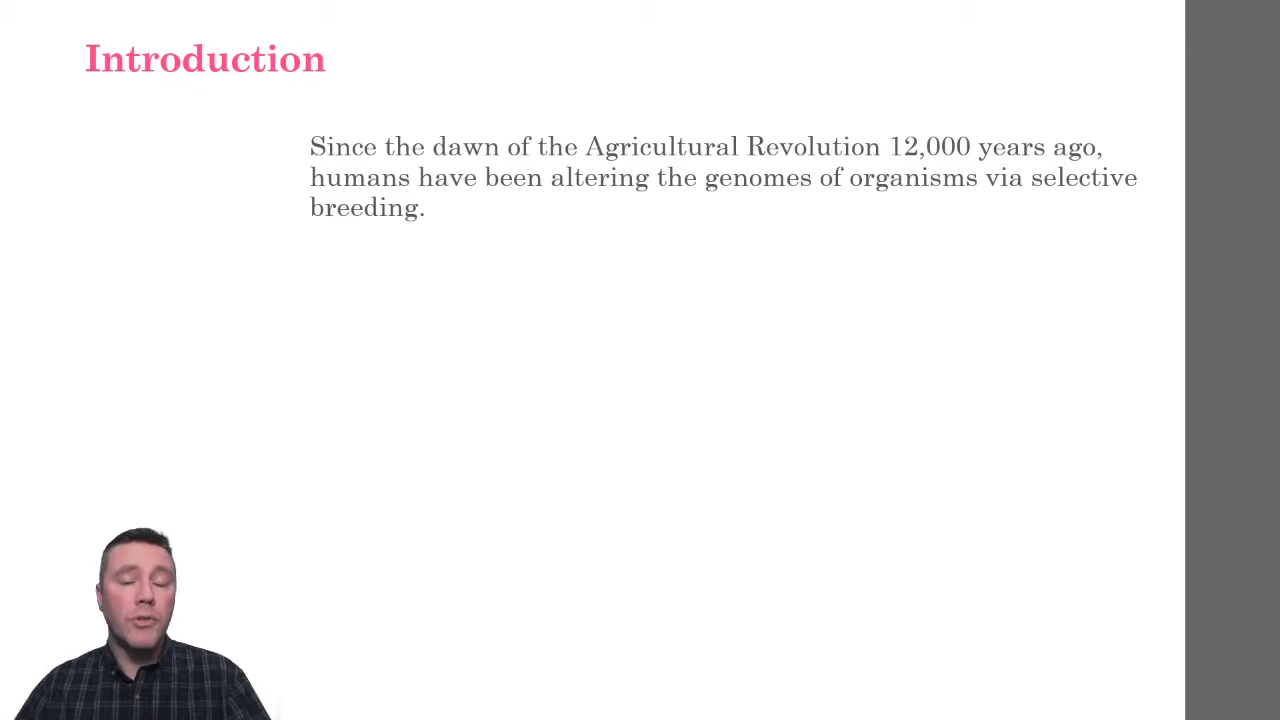 Introduction
Since the dawn of the Agricultural Revolution 12,000 years ago,
humans have been altering the genomes of organisms via selective
breeding.